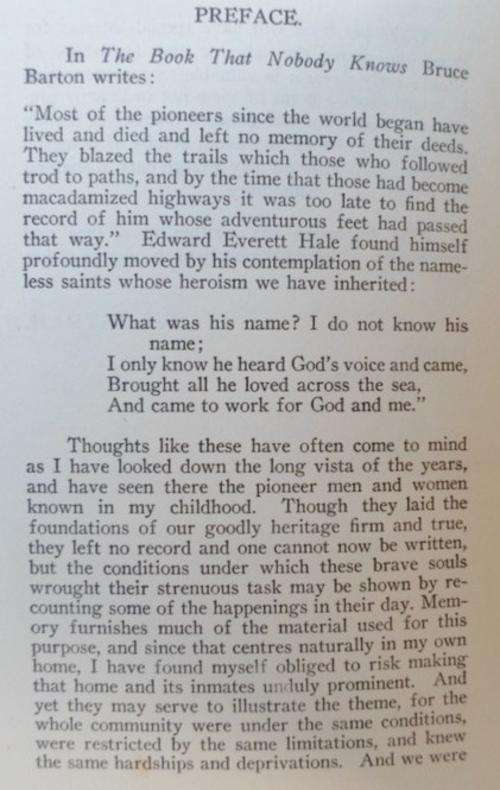 PREFACE.
In The Book That Nobody Knows Bruce
Barton writes:
“Most of the pioneers since the world began have
lived and died and left no memory of their deeds.
They blazed the trails which those who followed
trod to paths, and by the time that those had become
macadamized highways it was too late to find the
record of him whose adventurous feet had passed
that way.” Edward Everett Hale found himself
profoundly moved by his contemplation of the name-
less saints whose heroism we have inherited:
What was his name? I do not know his
name;
I only know he heard God's voice and came,
Brought all he loved across the sea,
And came to work for God and me.”
Thoughts like these have often come to mind
as I have looked down the long vista of the years,
and have seen there the pioneer men and women
known in my childhood. Though they laid the
foundations of our goodly heritage firm and true,
they left no record and one cannot now be written,
but the conditions under which these brave souls
wrought their strenuous task may be shown by re-
counting some of the happenings in their day. Mem-
ory furnishes much of the material used for this
purpose, and since that centres naturally in my own
home, I have found myself obliged to risk making
that home and its inmates unduly prominent. And
yet they may serve to illustrate the theme, for the
whole community were under the same conditions,
were restricted by the same limitations, and knew
the same hardships and deprivations. And we were